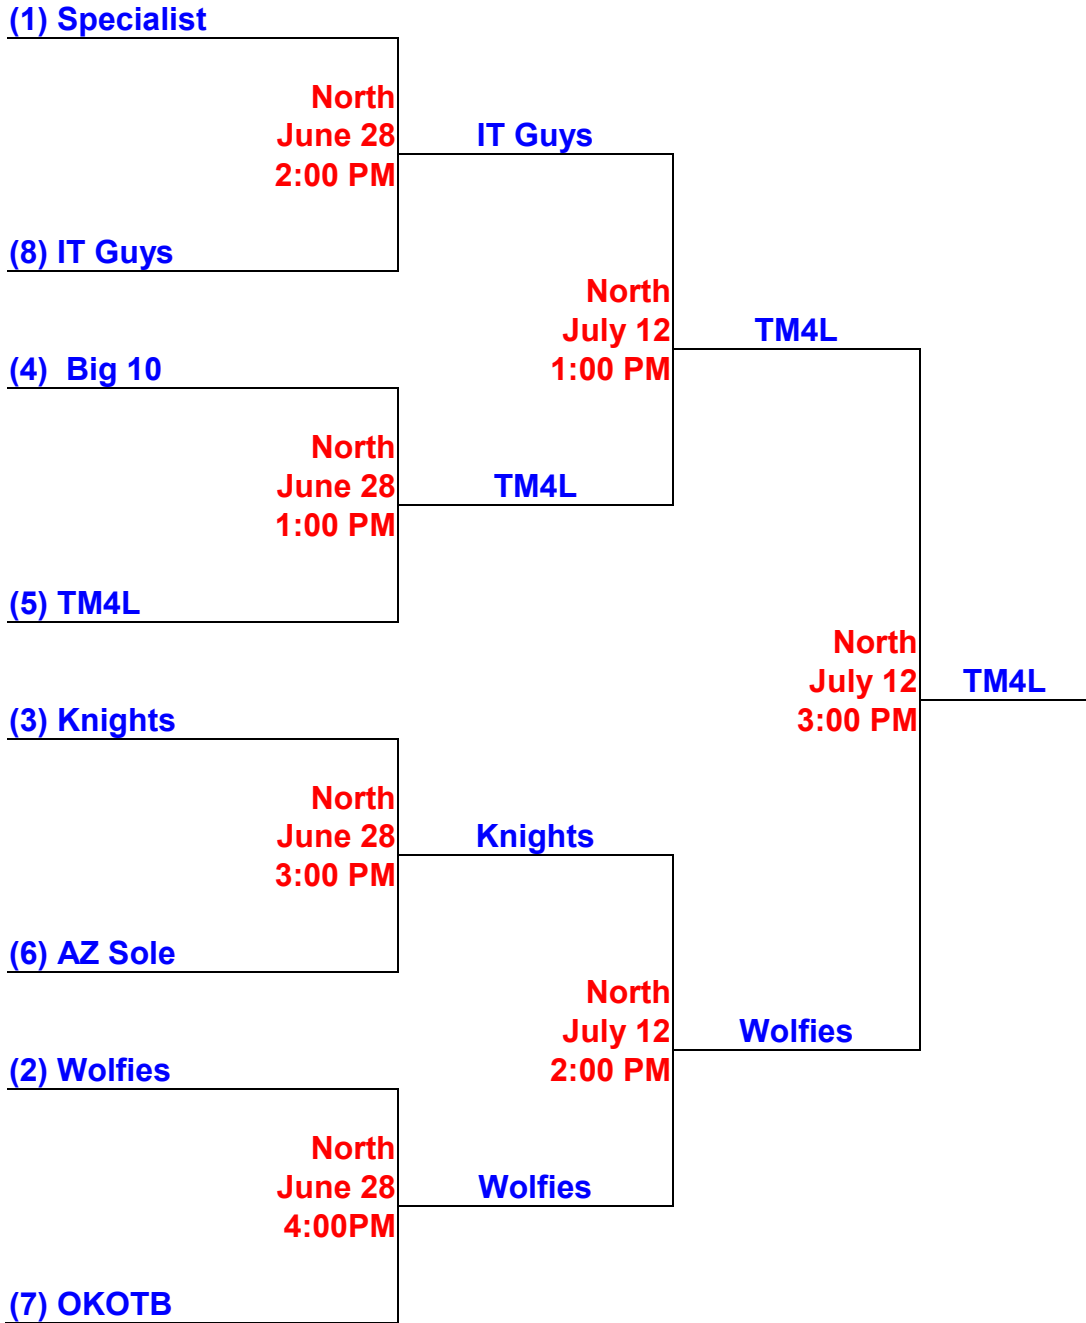 (1) Specialist
North
June 28
2:00 PM
IT Guys
(8) IT Guys
North
July 12
1:00 PM
TM4L
(4)  Big 10
North
June 28
1:00 PM
TM4L
(5) TM4L
North
July 12
3:00 PM
TM4L
(3) Knights
North
June 28
3:00 PM
Knights
(6) AZ Sole
North
July 12
2:00 PM
Wolfies
(2) Wolfies
North
June 28
4:00PM
Wolfies
(7) OKOTB